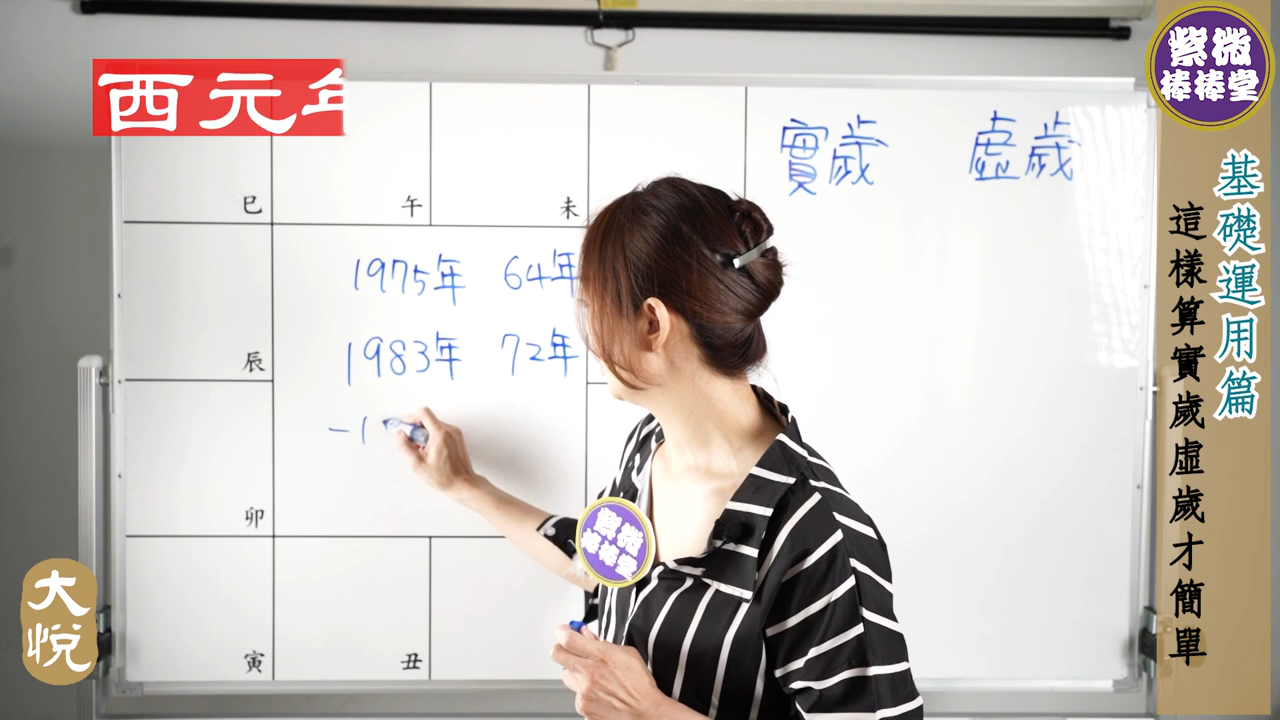 西元年
實歲 虛歲
巳 午 未
1975年 64年
1983年 72年
-1
辰
卯
寅 丑
紫微
棒棒堂
基礎運用篇
這樣算實歲虛歲才簡單
大悅
紫微
棒棒堂